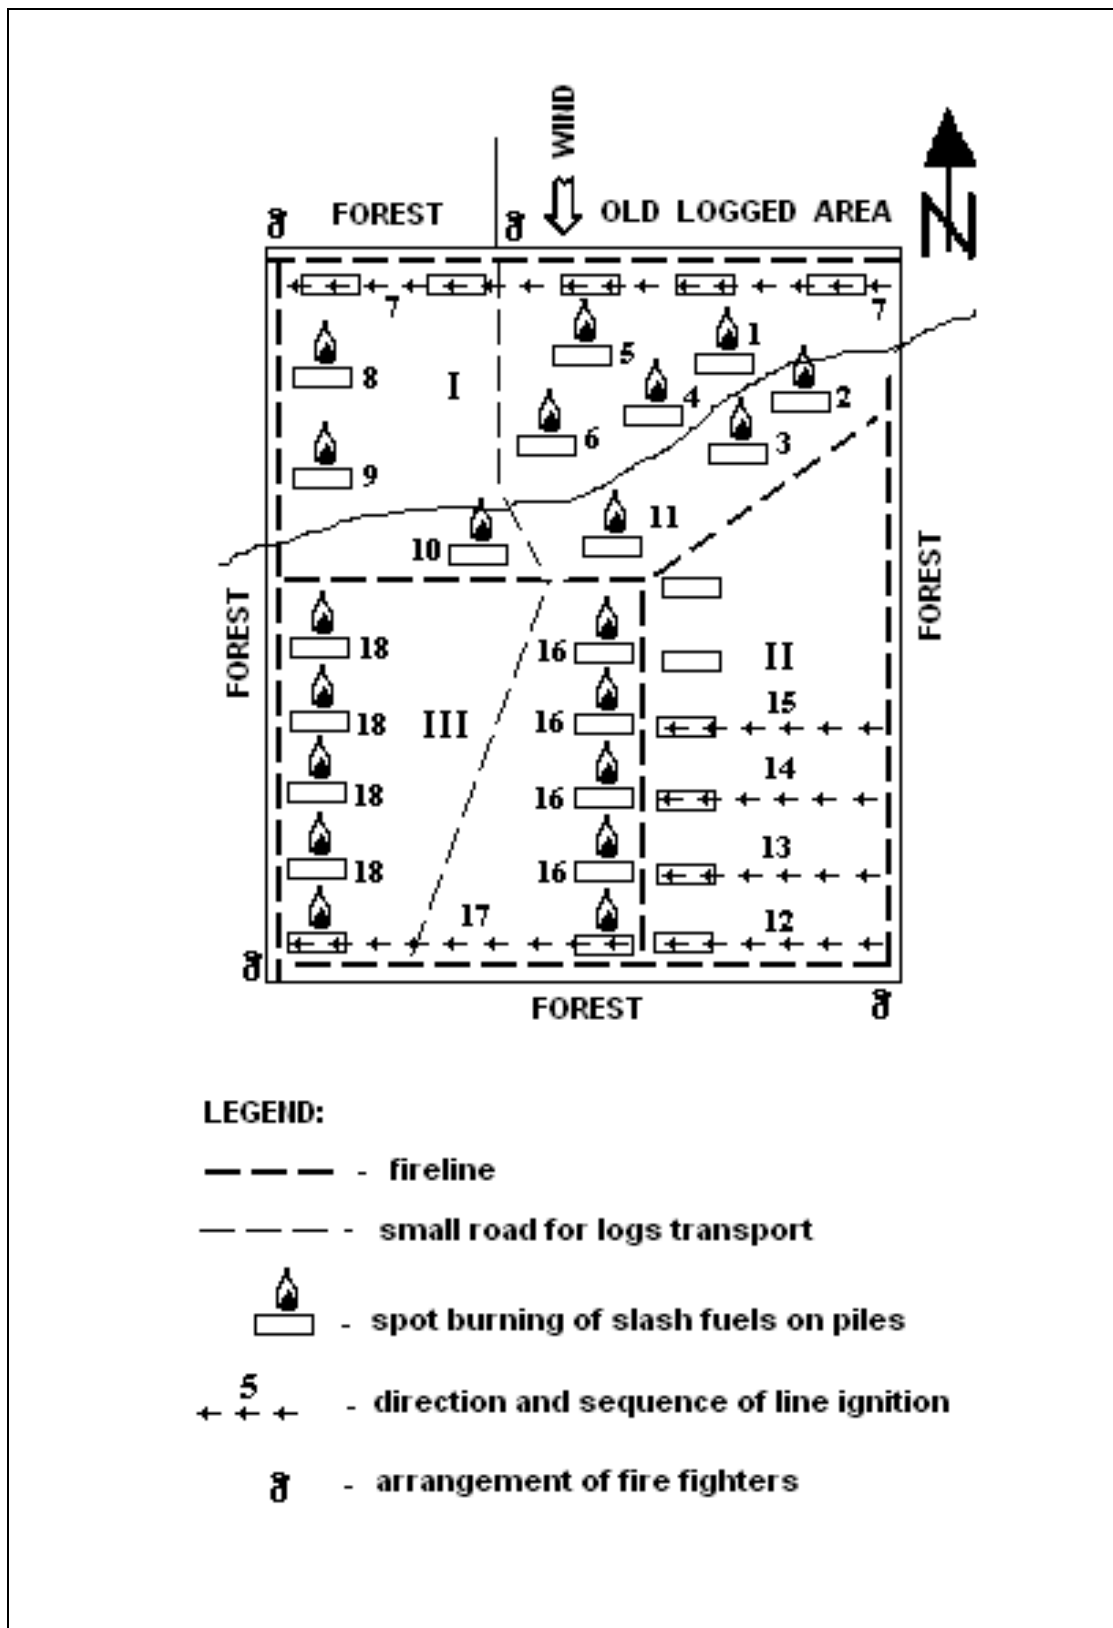 WIND
N
FOREST
OLD LOGGED AREA
7
7
1
5
8
I
4
2
6
3
9
11
10
FOREST
FOREST
18
16
II
15
18
III
16
14
18
16
13
18
16
17
12
FOREST
LEGEND:
- fireline
- small road for logs transport
- spot burning of slash fuels on piles
5
- direction and sequence of line ignition
- arrangement of fire fighters